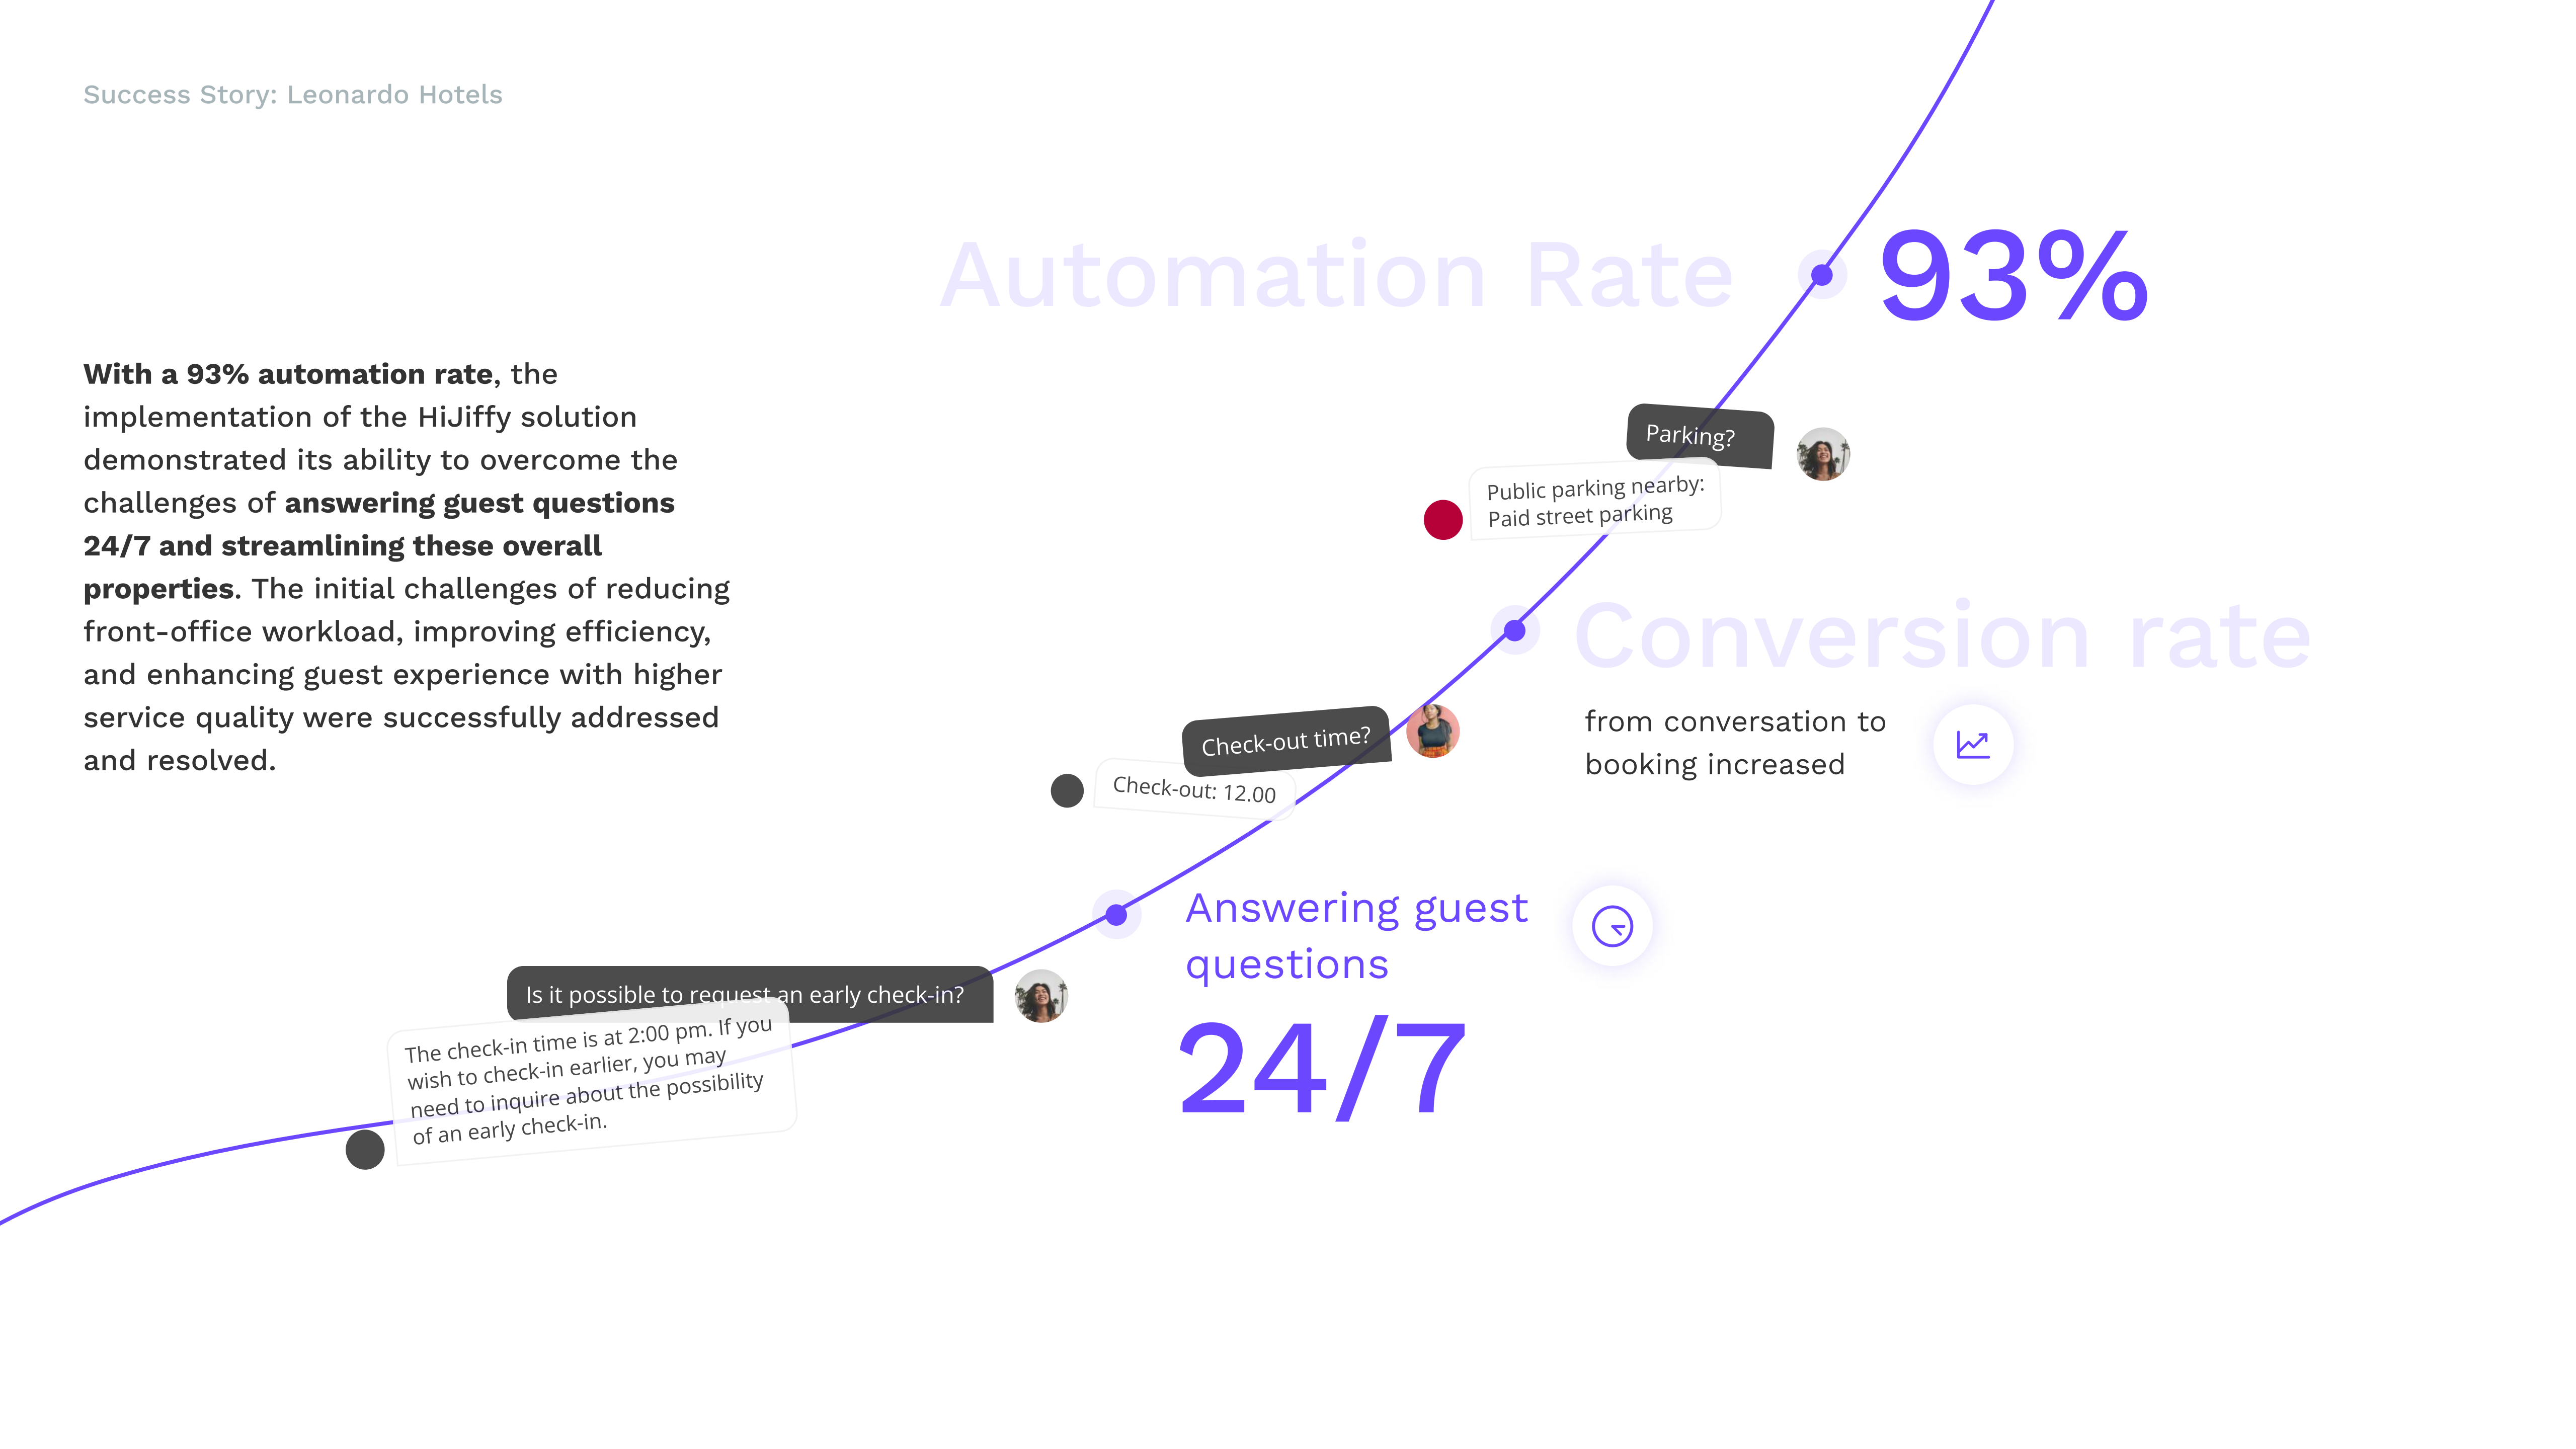 Success Story: Leonardo Hotels
With a 93% automation rate, the
implementation of the HiJiffy solution
demonstrated its ability to overcome the
challenges of answering guest questions
24/7 and streamlining these overall
properties. The initial challenges of reducing
front-office workload, improving efficiency,
and enhancing guest experience with higher
service quality were successfully addressed
and resolved.
Automation Rate
93%
Parking?
Public parking nearby:
Paid street parking
Conversion rate
from conversation to
booking increased
Check-out time?
Check-out: 12.00
Answering guest
questions
24/7
Is it possible to request an early check-in?
The check-in time is at 2:00 pm. If you
wish to check-in earlier, you may
need to inquire about the possibility
of an early check-in.